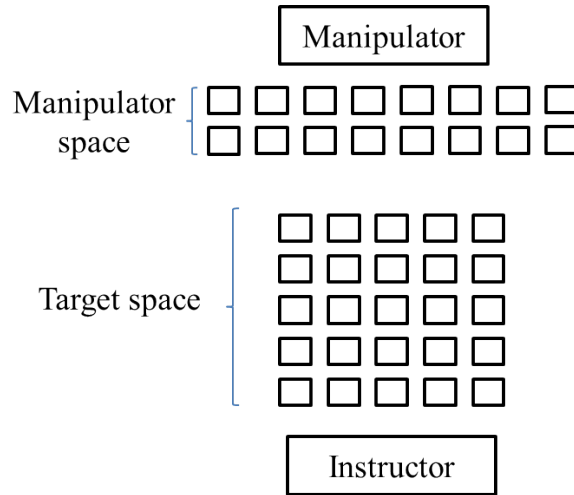 Manipulator
Manipulator
space
Target space
Instructor